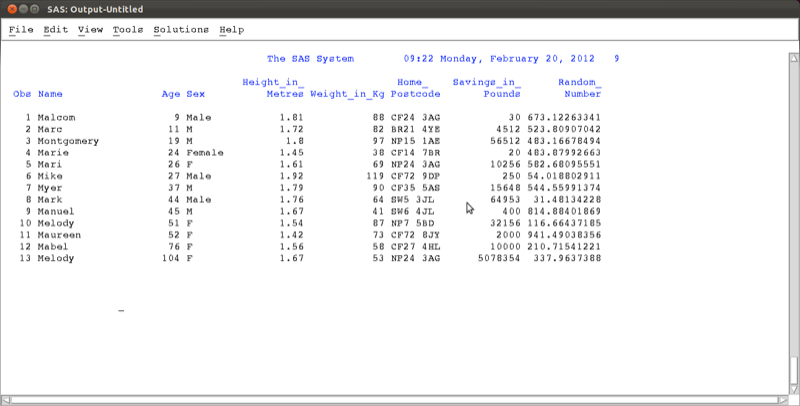 SAS: Output-Untitled
File Edit View Tools Solutions Help
The SAS System 09:22 Monday, February 20, 2012 9
Height_in_ Home_ Savings_in_ Random_
Obs Name Age Sex Metres Weight_in_Kg Postcode Pounds Number
1 Malcom 9 Male 1.81 88 CF24 3AG 30 673.12263341
2 Marc 11 M 1.72 82 BR21 4YE 4512 523.80907042
3 Montgomery 19 M 1.8 97 NP15 1AE 56512 483.16678494
4 Marie 24 Female 1.45 38 CF14 7BR 20 483.87992663
5 Mari 26 F 1.61 69 NP24 3AG 10256 582.68095551
6 Mike 27 Male 1.92 119 CF72 9DP 250 54.018802911
7 Myer 37 M 1.79 90 CF35 5AS 15648 544.55991374
8 Mark 44 Male 1.76 64 SW5 3JL 64953 31.48134228
9 Manuel 45 M 1.67 41 SW6 4JL 400 814.88401869
10 Melody 51 F 1.54 87 NP7 5BD 32156 116.66437185
11 Maureen 52 F 1.42 73 CF72 8JY 2000 941.49038356
12 Mabel 76 F 1.56 58 CF27 4HL 10000 210.71541221
13 Melody 104 F 1.67 53 NP24 3AG 5078354 337.9637388